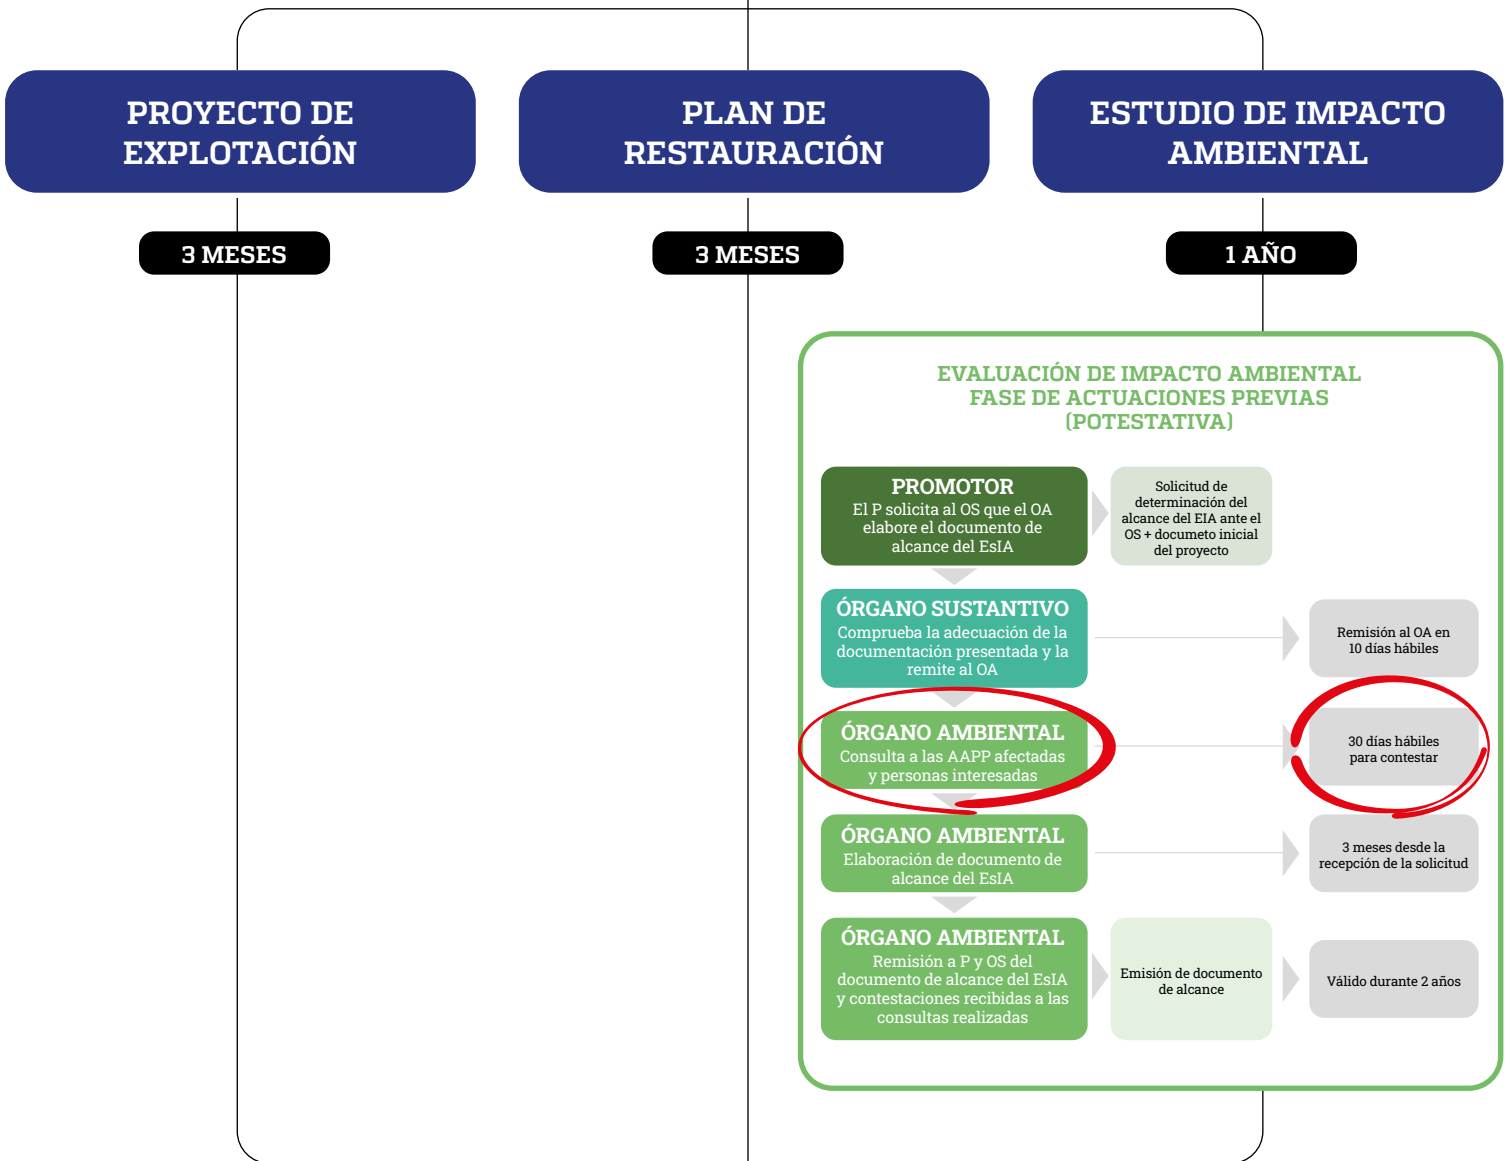 PROYECTO DE
EXPLOTACIÓN
PLAN DE
RESTAURACIÓN
ESTUDIO DE IMPACTO
AMBIENTAL
3 MESES
3 MESES
1 AÑO
EVALUACIÓN DE IMPACTO AMBIENTAL
FASE DE ACTUACIONES PREVIAS
(POTESTATIVA)
PROMOTOR
El P solicita al OS que el OA
elabore el documento de
alcance del EsIA
Solicitud de
determinación del
alcance del EIA ante el
OS + documeto inicial
del proyecto
ÓRGANO SUSTANTIVO
Comprueba la adecuación de la
documentación presentada y la
remite al OA
Remisión al OA en
10 días hábiles
ÓRGANO AMBIENTAL
Consulta a las AAPP afectadas
y personas interesadas
30 días hábiles
para contestar
ÓRGANO AMBIENTAL
Elaboración de documento de
alcance del EsIA
3 meses desde la
recepción de la solicitud
ÓRGANO AMBIENTAL
Remisión a P y OS del
documento de alcance del EsIA
y contestaciones recibidas a las
consultas realizadas
Emisión de documento
de alcance
Válido durante 2 años